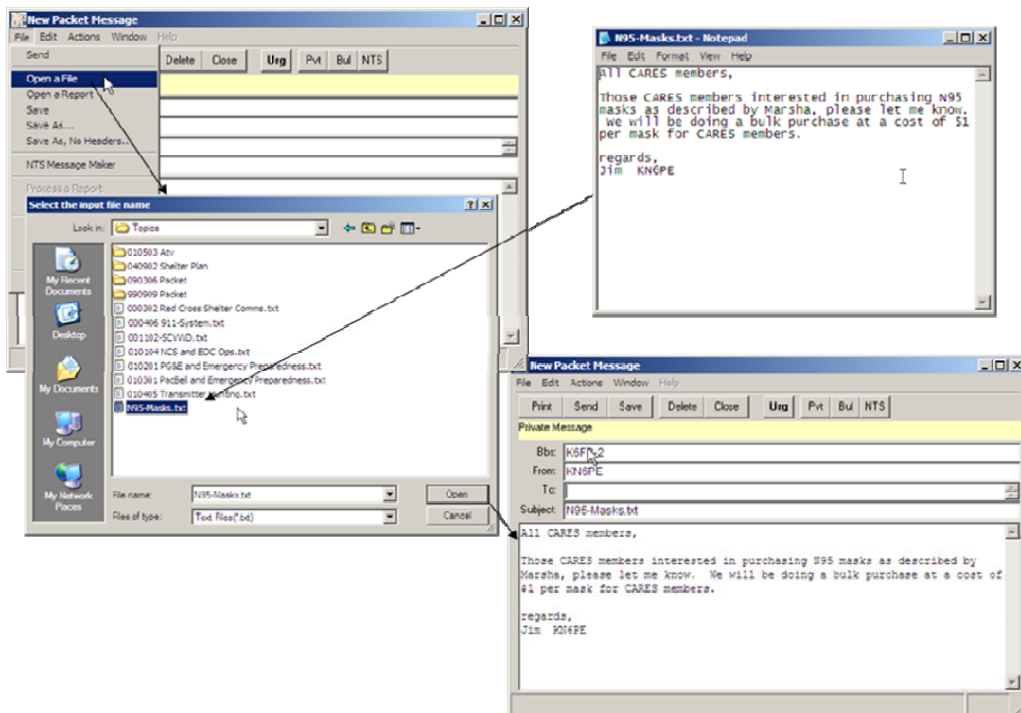 New Packet Message
File Edit Actions Window Help
Send
Delete Close Urg Pvt Bul NTS
Open a File
Open a Report
Save
Save As...
Save As, No Headers..
NTS Message Maker
Process a Report
Select the input file name
Look in: Topics
My Recent Documents
Desktop
My Documents
My Computer
My Network Places
010503 Atv
040902 Shelter Plan
090306 Packet
990909 Packet
000302 Red Cross Shelter Comms.txt
000406 911-System.txt
001102-SCVWD.txt
010104 NCS and EOC Ops.txt
010201 PG&E and Emergency Preparedness.txt
010301 PacBel and Emergency Preparedness.txt
010405 Transmitter Hunting.txt
N95-Masks.txt
File name: N95-Masks.txt Open
Files of type: Text Files(*.txt) Cancel
N95-Masks.txt - Notepad
File Edit Format View Help
All CARES members,
Those CARES members interested in purchasing N95
masks as described by Marsha, please let me know.
We will be doing a bulk purchase at a cost of $1
per mask for CARES members.
regards,
Jim KN6PE
New Packet Message
File Edit Actions Window Help
Print Send Save Delete Close Urg Pvt Bul NTS
Private Message
Bbs:
From: KN6PE
To:
Subject: N95-Masks.txt
All CARES members,
Those CARES members interested in purchasing N95 masks as described by
Marsha, please let me know. We will be doing a bulk purchase at a cost of
$1 per mask for CARES members.
regards,
Jim KN6PE